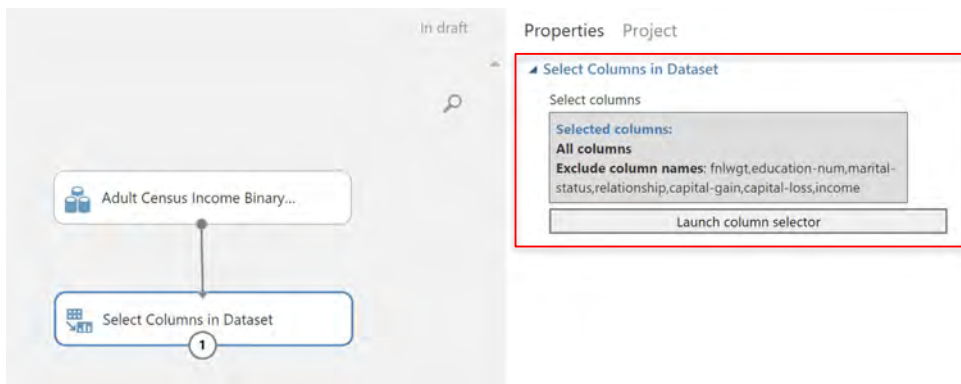 In draft
Adult Census Income Binary...
Select Columns in Dataset
1
Properties Project
Select Columns in Dataset
Select columns
Selected columns:
All columns
Exclude column names: fnlwgt,education-num,marital-
status,relationship,capital-gain,capital-loss,income
Launch column selector